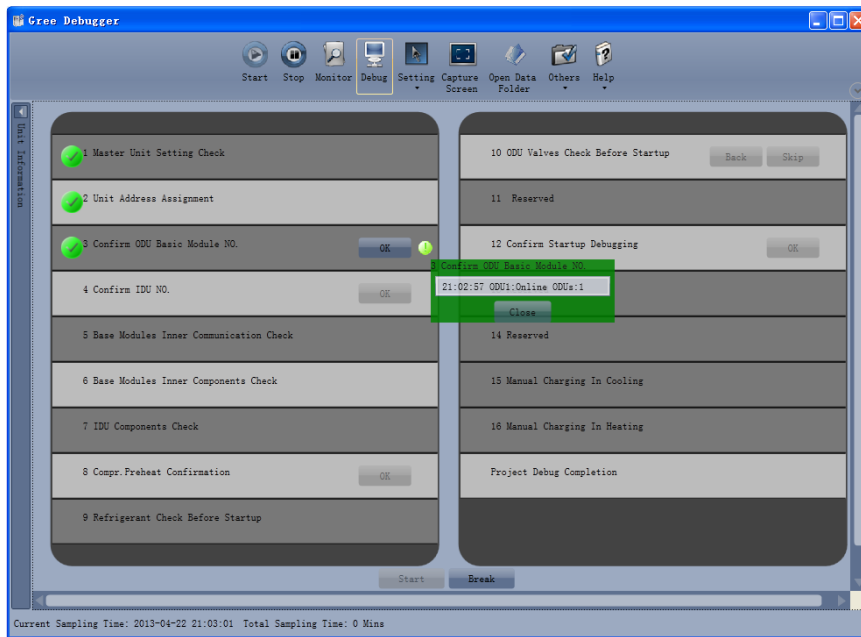 Gree Debugger
Start Stop Monitor Debug Setting Capture Screen Open Data Folder Others Help
Unit Information
1 Master Unit Setting Check
2 Unit Address Assignment
3 Confirm ODU Basic Module NO. OK
4 Confirm IDU NO. OK
5 Base Modules Inner Communication Check
6 Base Modules Inner Components Check
7 IDU Components Check
8 Compr.Preheat Confirmation OK
9 Refrigerant Check Before Startup
10 ODU Valves Check Before Startup Back Skip
11 Reserved
12 Confirm Startup Debugging OK
3 Confirm ODU Basic Module NO.
21:02:57 ODU1:Online ODUs:1
Close
14 Reserved
15 Manual Charging In Cooling
16 Manual Charging In Heating
Project Debug Completion
Start Break
Current Sampling Time: 2013-04-22 21:03:01 Total Sampling Time: 0 Mins